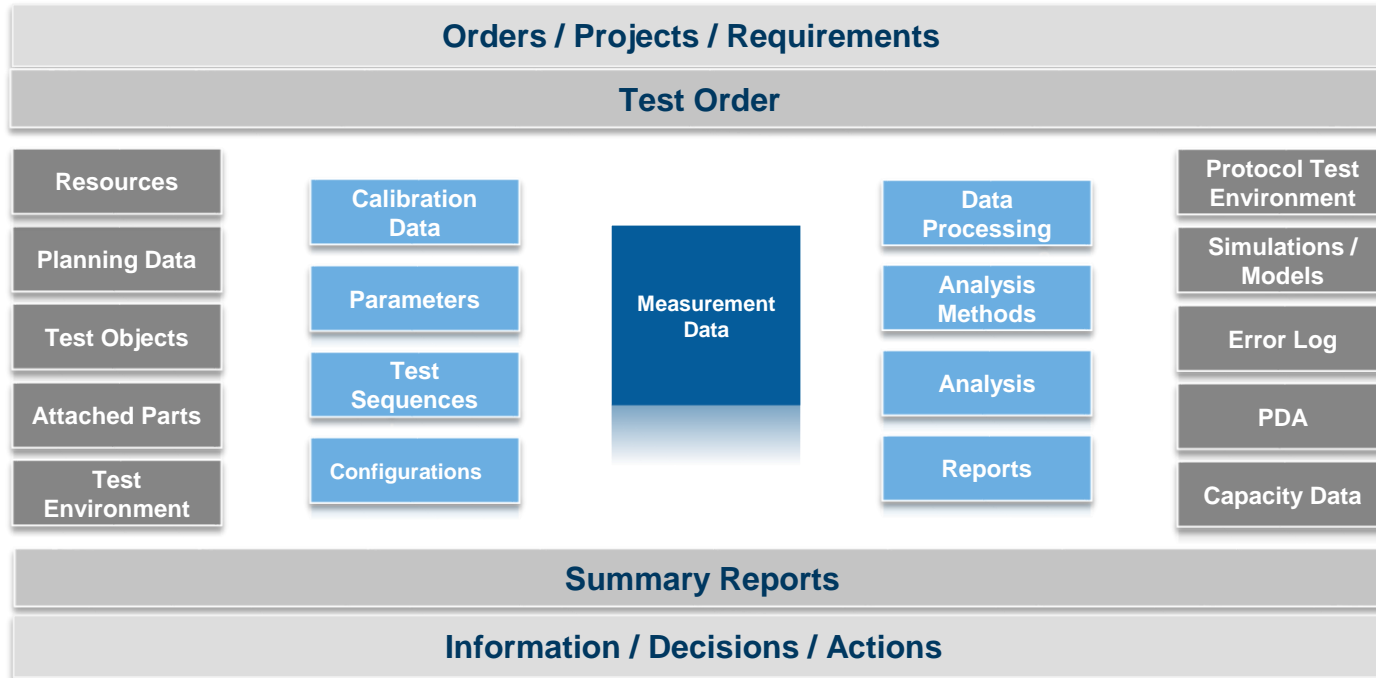 Orders / Projects / Requirements
Test Order
Resources
Planning Data
Test Objects
Attached Parts
Test
Environment
Calibration
Data
Parameters
Test
Sequences
Configurations
Measurement
Data
Data
Processing
Analysis
Methods
Analysis
Reports
Protocol Test
Environment
Simulations /
Models
Error Log
PDA
Capacity Data
Summary Reports
Information / Decisions / Actions